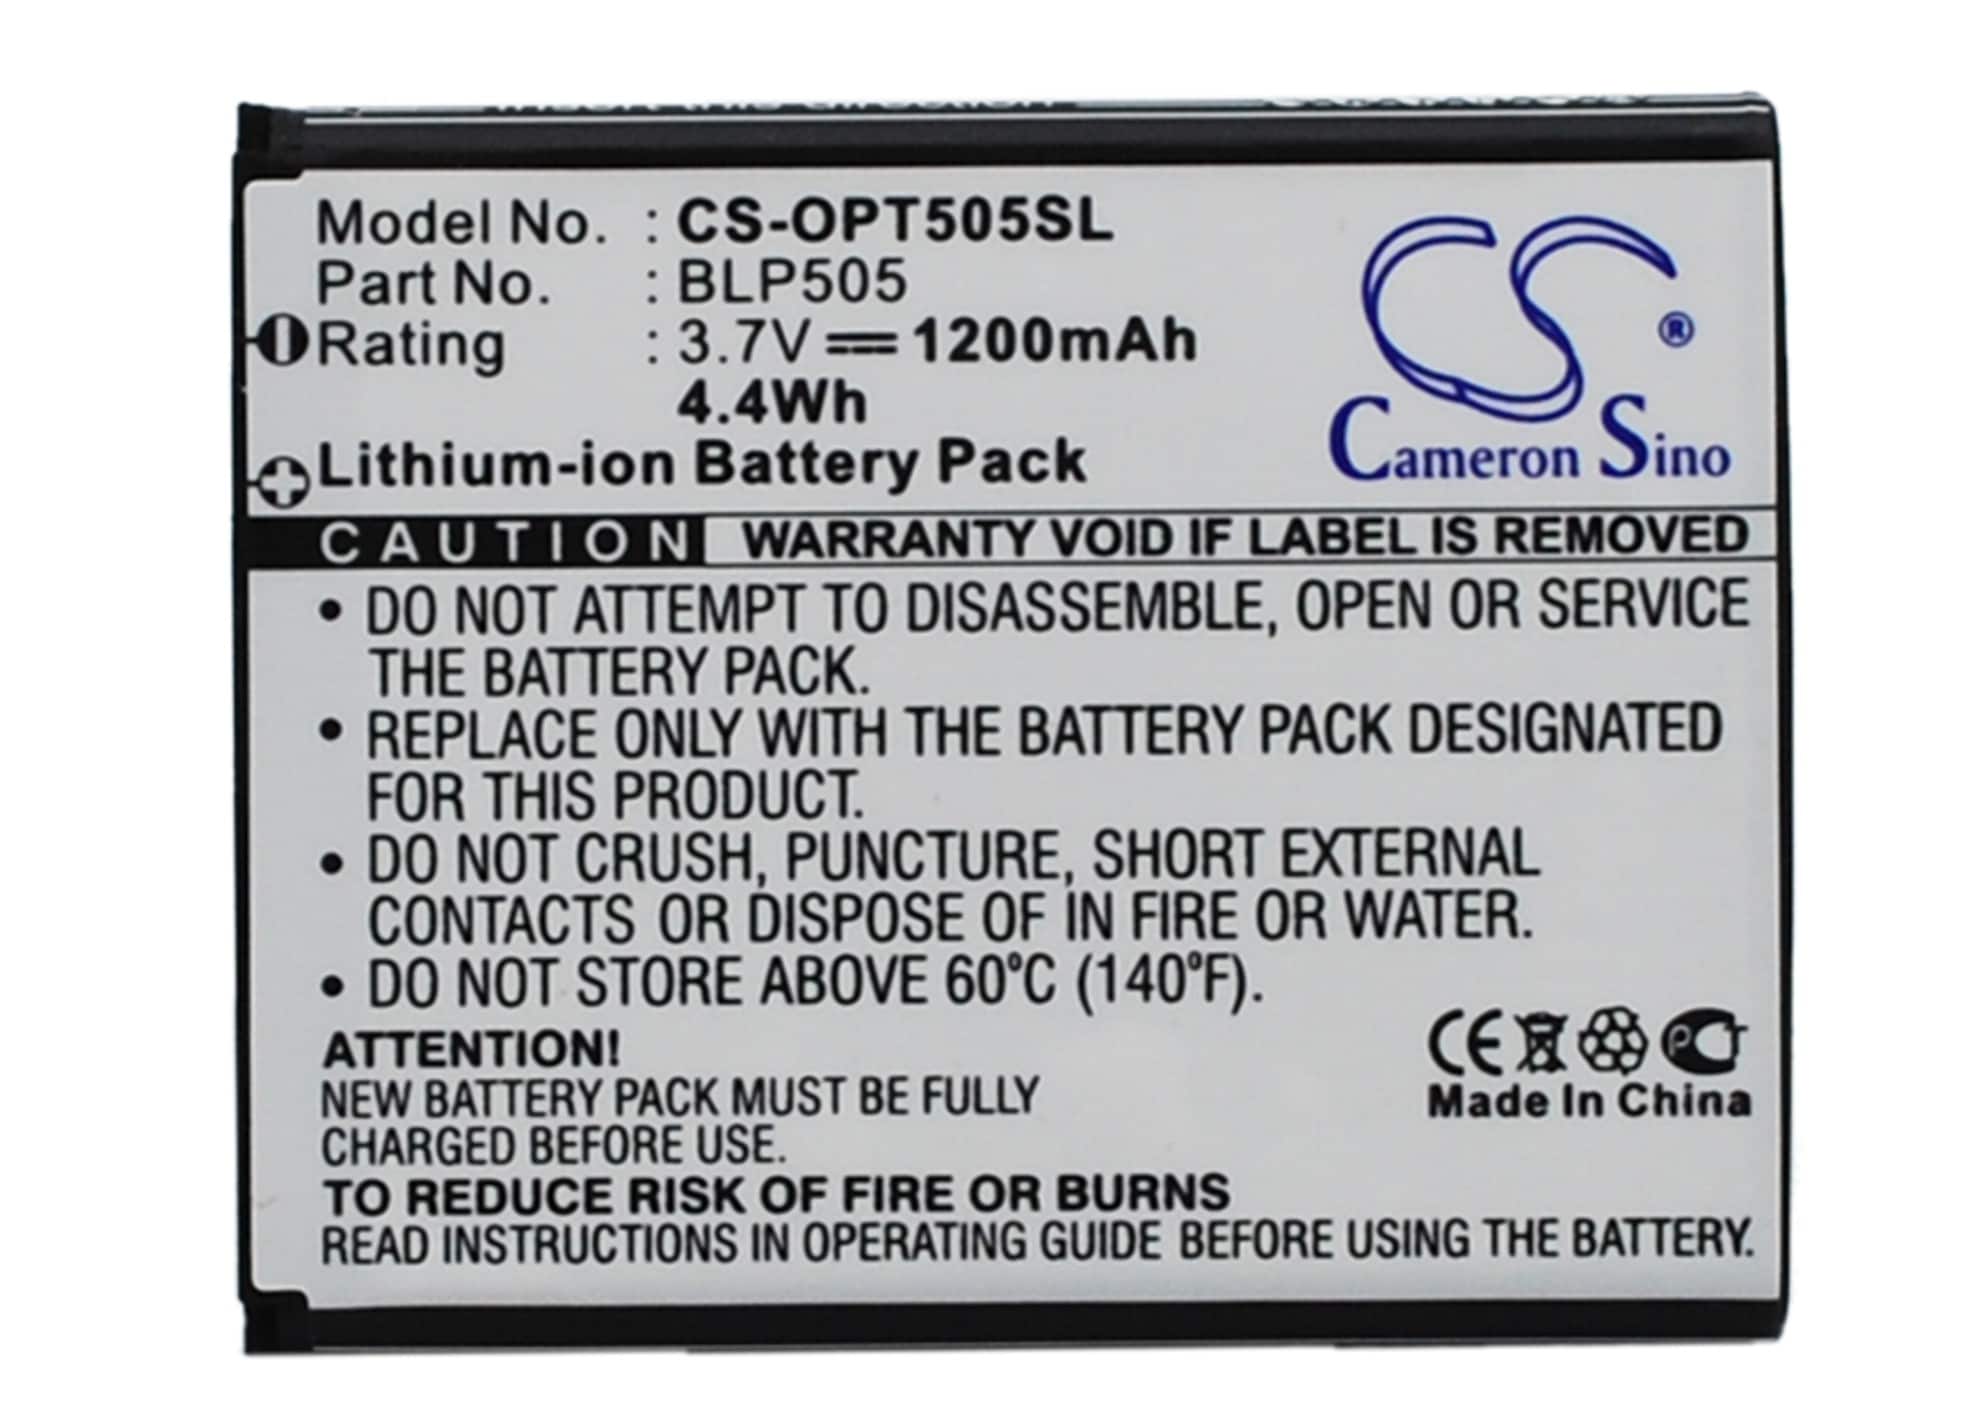 Model No. : CS-OPT505SL
Part No. : BLP505
Rating : 3.7V 1200mAh
4.4Wh
Lithium-ion Battery Pack
CS ®
Cameron Sino
CAUTION WARRANTY VOID IF LABEL IS REMOVED
• DO NOT ATTEMPT TO DISASSEMBLE, OPEN OR SERVICE
THE BATTERY PACK.
• REPLACE ONLY WITH THE BATTERY PACK DESIGNATED
FOR THIS PRODUCT.
• DO NOT CRUSH, PUNCTURE, SHORT EXTERNAL
CONTACTS OR DISPOSE OF IN FIRE OR WATER.
• DO NOT STORE ABOVE 60°C (140°F).
ATTENTION!
NEW BATTERY PACK MUST BE FULLY
CHARGED BEFORE USE.
CE PCT
Made In China
TO REDUCE RISK OF FIRE OR BURNS
READ INSTRUCTIONS IN OPERATING GUIDE BEFORE USING THE BATTERY.